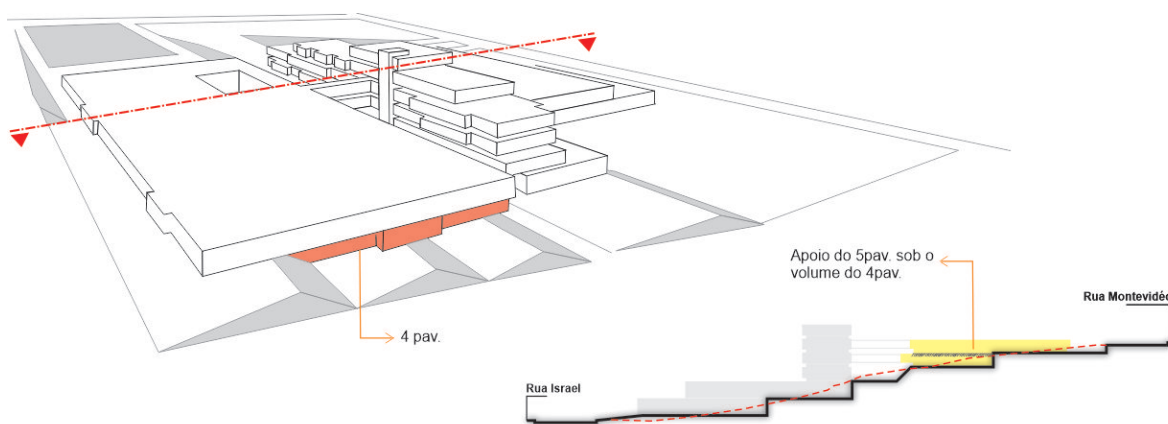 4 pav.
Apoio do 5pav. sob o
volume do 4pav.
Rua Montevidéo
Rua Israel